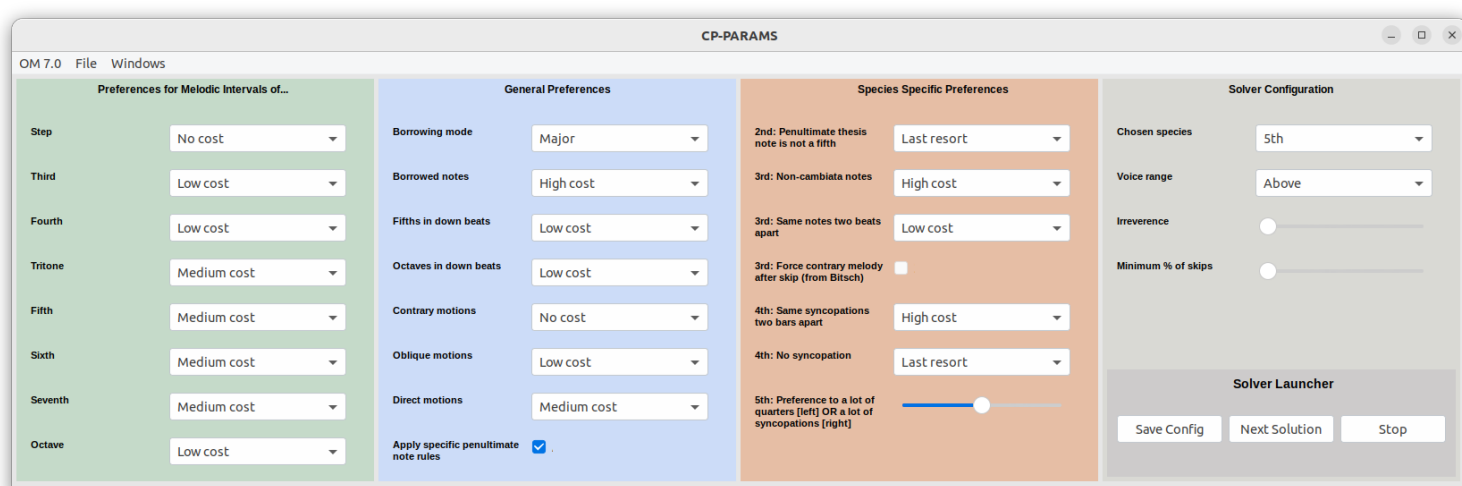 CP-PARAMS
OM 7.0 File Windows
Preferences for Melodic Intervals of...
Step
No cost
Third
Low cost
Fourth
Low cost
Tritone
Medium cost
Fifth
Medium cost
Sixth
Medium cost
Seventh
Medium cost
Octave
Low cost
General Preferences
Borrowing mode
Major
Borrowed notes
High cost
Fifths in down beats
Low cost
Octaves in down beats
Low cost
Contrary motions
No cost
Oblique motions
Low cost
Direct motions
Medium cost
Apply specific penultimate
note rules
.
Species Specific Preferences
2nd: Penultimate thesis
note is not a fifth
Last resort
3rd: Non-cambiata notes
High cost
3rd: Same notes two beats
apart
Low cost
3rd: Force contrary melody
after skip (from Bitsch)
4th: Same syncopations
two bars apart
High cost
4th: No syncopation
Last resort
5th: Preference to a lot of
quarters [left] OR a lot of
syncopations [right]
Solver Configuration
Chosen species
5th
Voice range
Above
Irreverence
Minimum % of skips
Solver Launcher
Save Config
Next Solution
Stop